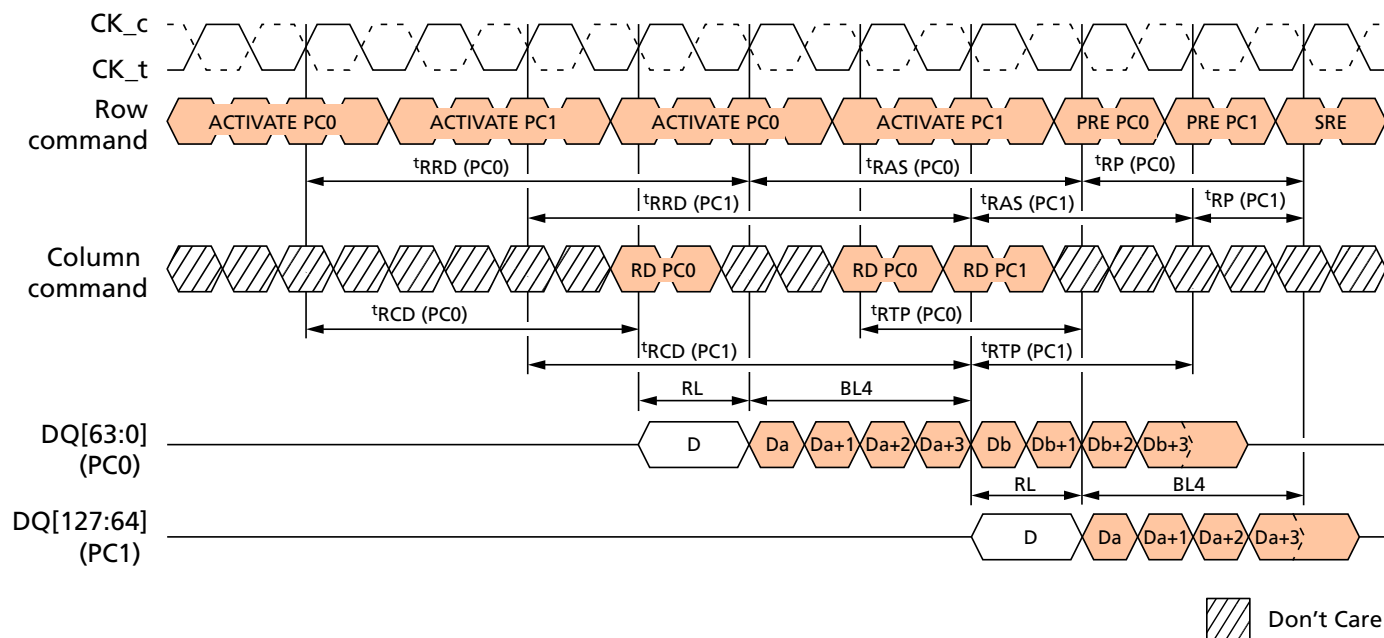 CK_c
CK_t
Row command
ACTIVATE PC0 ACTIVATE PC1 ACTIVATE PC0 ACTIVATE PC1 PRE PC0 PRE PC1 SRE
tRRD (PC0) tRAS (PC0) tRP (PC0)
tRRD (PC1) tRAS (PC1) tRP (PC1)
Column command
RD PC0 RD PC0 RD PC1
tRCD (PC0) tRTP (PC0)
tRCD (PC1) tRTP (PC1)
RL BL4
DQ[63:0]
(PC0)
D Da Da+1 Da+2 Da+3 Db Db+1 Db+2 Db+3
RL BL4
DQ[127:64]
(PC1)
D Da Da+1 Da+2 Da+3
Don't Care